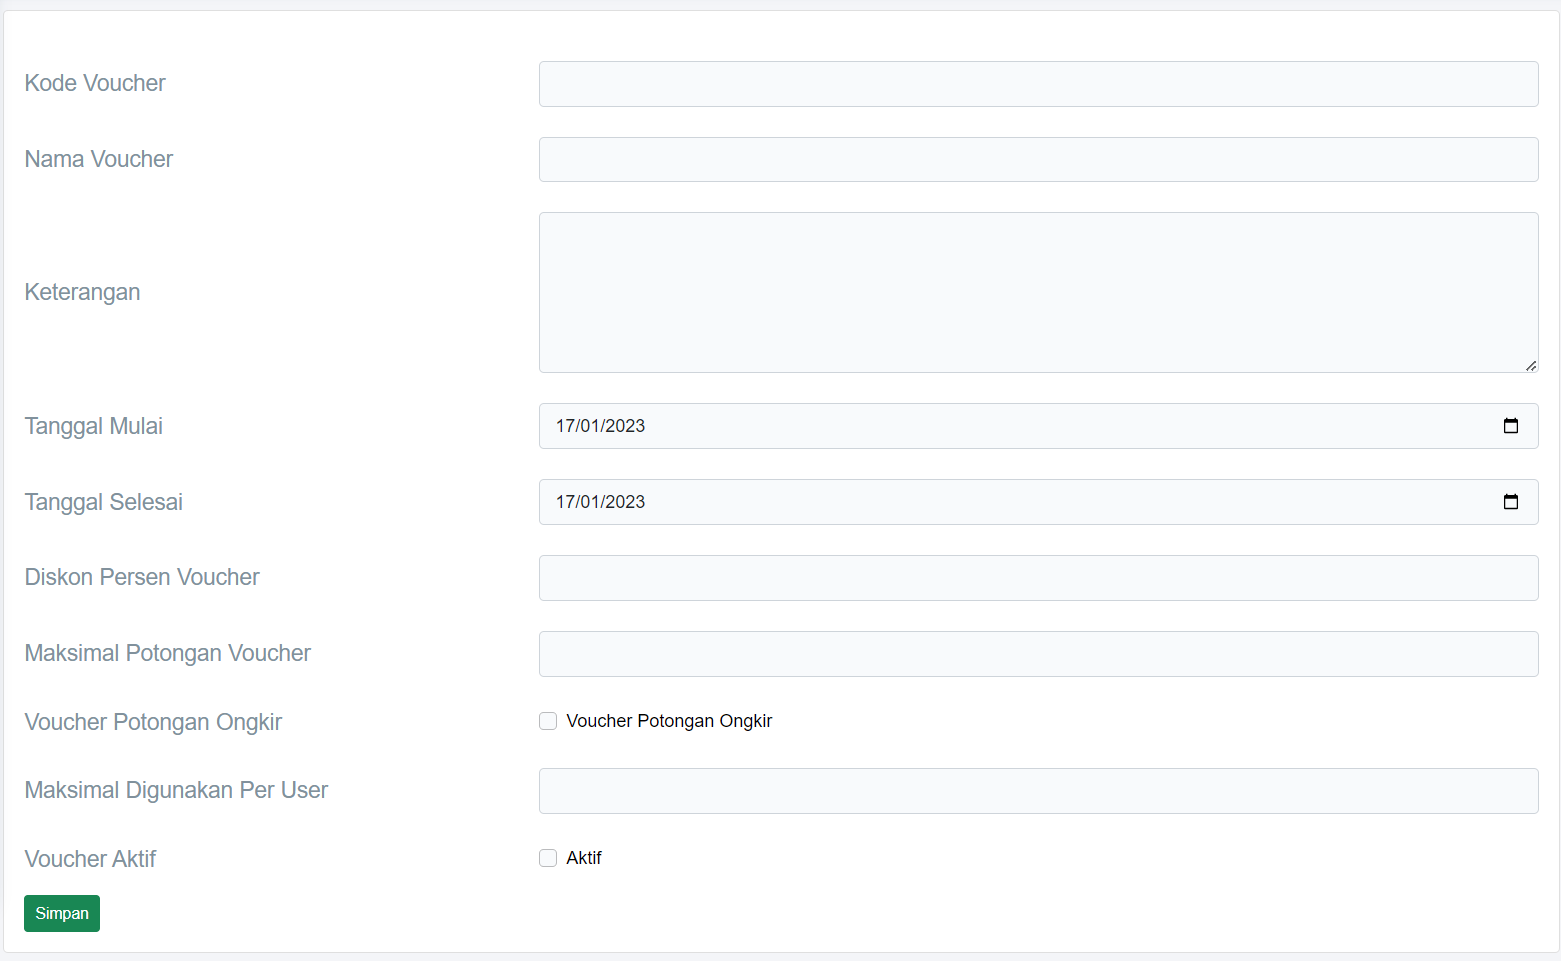 Kode Voucher
Nama Voucher
Keterangan
Tanggal Mulai 17/01/2023
Tanggal Selesai 17/01/2023
Diskon Persen Voucher
Maksimal Potongan Voucher
Voucher Potongan Ongkir Voucher Potongan Ongkir
Maksimal Digunakan Per User
Voucher Aktif Aktif
Simpan